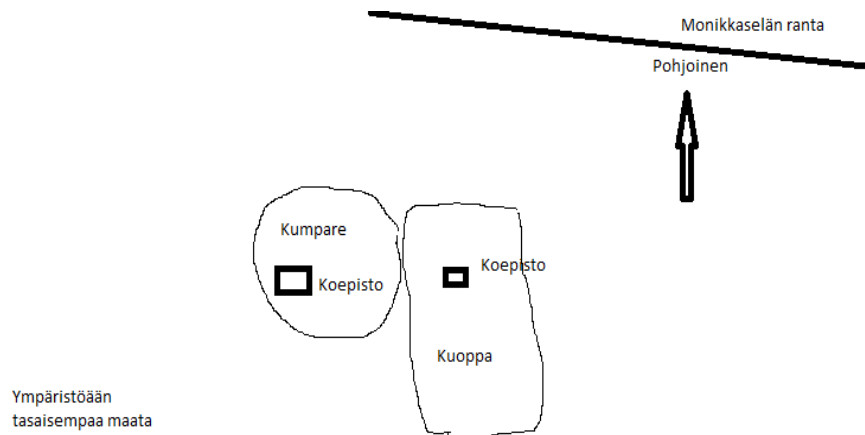 Monikkaselän ranta
Pohjoinen
Kumpare
Koepisto
Koepisto
Kuoppa
Ympäristöään
tasaisempaa maata